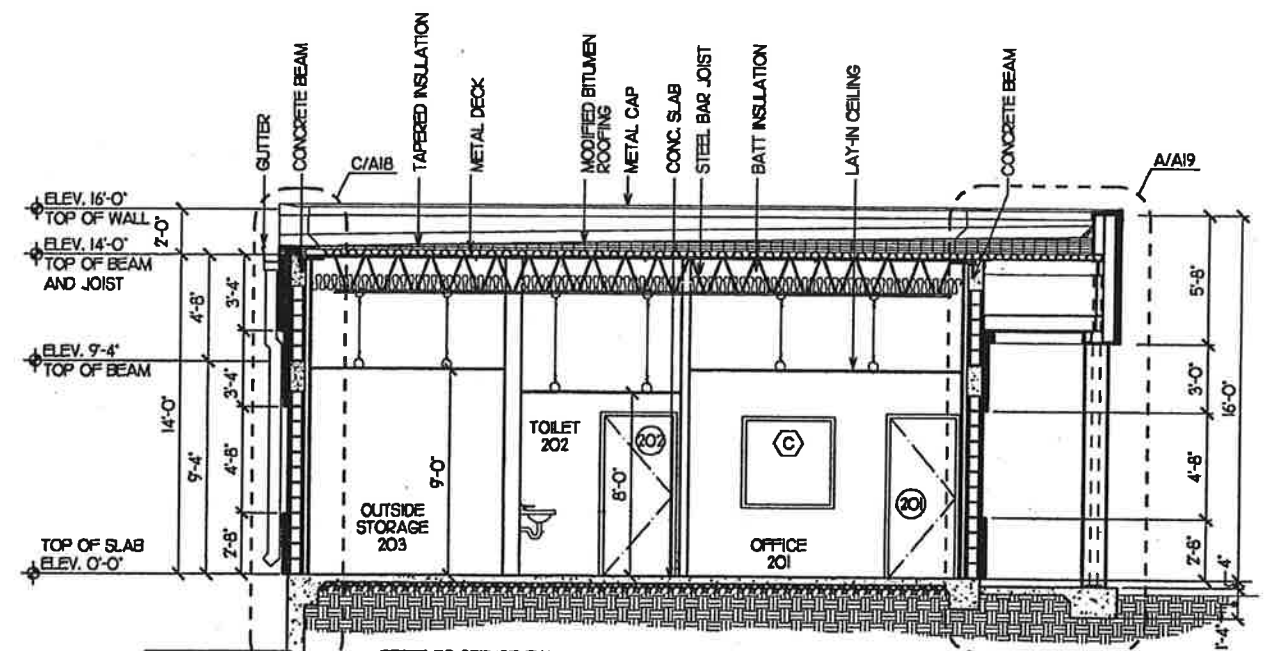 GUTTER
CONCRETE BEAM
C/A18
TAPERED INSULATION
METAL DECK
MODIFIED BITUMEN
ROOFING
METAL CAP
CONC. SLAB
STEEL BAR JOIST
BATT INSULATION
LAY-IN CEILING
CONCRETE BEAM
A/A19
ELEV. 16'-0"
TOP OF WALL
ELEV. 14'-0"
TOP OF BEAM
AND JOIST
ELEV. 9'-4"
TOP OF BEAM
TOP OF SLAB
ELEV. 0'-0"
2'-0"
14'-0"
4'-8"
9'-4"
3'-4"
3'-4"
4'-8"
2'-8"
OUTSIDE
STORAGE
203
9'-0"
TOILET
202
8'-0"
202
C
OFFICE
201
201
5'-8"
3'-0"
4'-8"
2'-8"
16'-0"
1'-4"